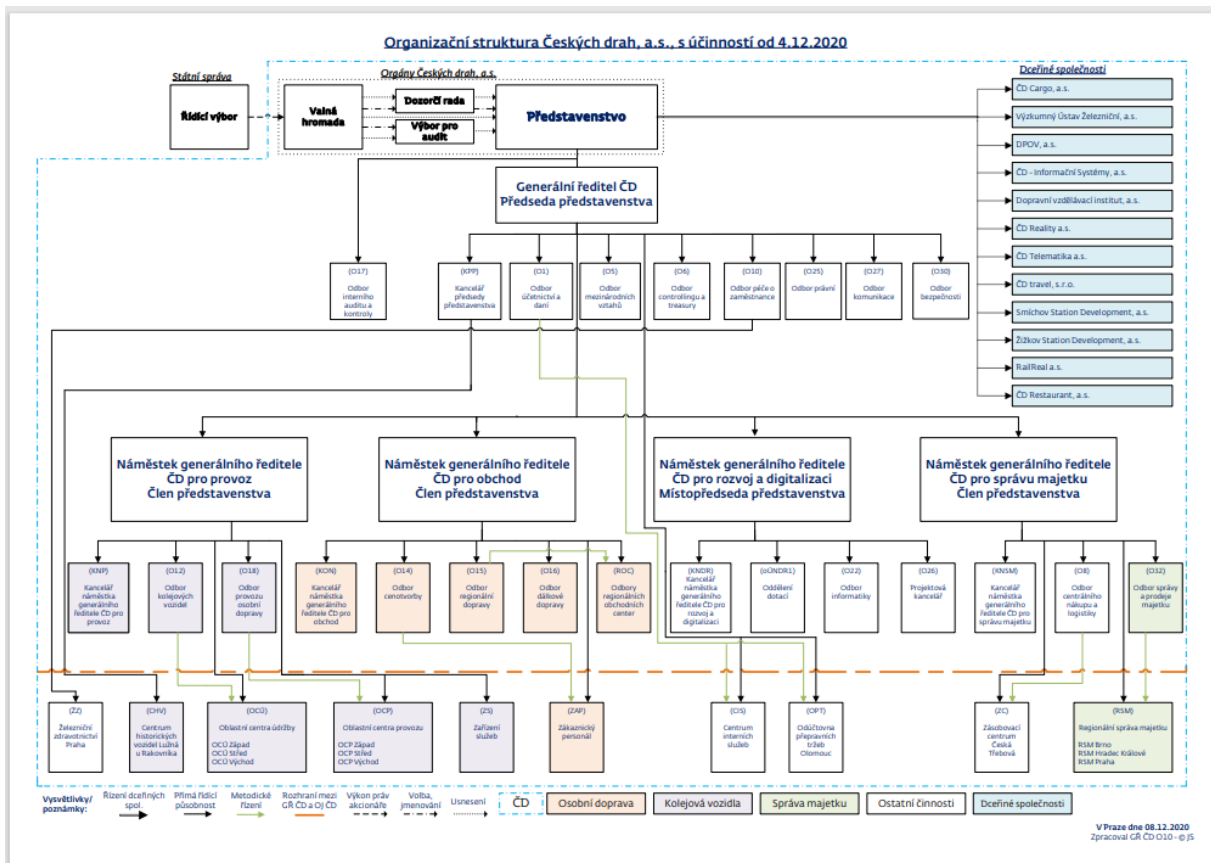 Organizační struktura Českých drah, a.s., s účinností od 4.12.2020
Státní správa
Orgány Českých drah, a.s.
Dceřiné společnosti
Řídící výbor
Valná
hromada
Dozorčí rada
Výbor pro
audit
Představenstvo
ČD Cargo, a.s.
Výzkumný Ústav Železniční, a.s.
DPOV, a.s.
ČD - Informační Systémy, a.s.
Dopravní vzdělávací institut, a.s.
ČD Reality a.s.
ČD Telematika a.s.
ČD travel, s.r.o.
Smíchov Station Development, a.s.
Žižkov Station Development, a.s.
RailReal a.s.
ČD Restaurant, a.s.
Generální ředitel ČD
Předseda představenstva
(O17)
Odbor
interního
auditu a
kontroly
(KPP)
Kancelář
předsedy
představenstva
(O1)
Odbor
účetnictví a
daní
(O5)
Odbor
mezinárodních
vztahů
(O6)
Odbor
controllingu a
treasury
(O10)
Odbor péče o
zaměstnance
(O25)
Odbor právní
(O27)
Odbor
komunikace
(O30)
Odbor
bezpečnosti
Náměstek generálního ředitele
ČD pro provoz
Člen představenstva
Náměstek generálního ředitele
ČD pro obchod
Člen představenstva
Náměstek generálního ředitele
ČD pro rozvoj a digitalizaci
Místopředseda představenstva
Náměstek generálního ředitele
ČD pro správu majetku
Člen představenstva
(KNP)
Kancelář
náměstka
generálního
ředitele ČD pro
provoz
(O12)
Odbor
kolejových
vozidel
(O18)
Odbor
provozu
osobní
dopravy
(KON)
Kancelář
náměstka
generálního
ředitele ČD pro
obchod
(O14)
Odbor
cenotvorby
(O15)
Odbor
regionální
dopravy
(O16)
Odbor
dálkové
dopravy
(ROC)
Odbory
regionálních
obchodních
center
(KNDR)
Kancelář
náměstka
generálního
ředitele ČD pro
rozvoj a
digitalizaci
(oÚNDR1)
Oddělení
dotací
(O22)
Odbor
informatiky
(O26)
Projektová
kancelář
(KNSM)
Kancelář
náměstka
generálního
ředitele ČD pro
správu majetku
(O8)
Odbor
centrálního
nákupu a
logistiky
(O32)
Odbor správy
a prodeje
majetku
(ŽZ)
Železniční
zdravotnictví
Praha
(CHV)
Centrum
historických
vozidel Lužná
u Rakovníka
(OCÚ)
Oblastní centra údržby
OCÚ Západ
OCÚ Střed
OCÚ Východ
(OCP)
Oblastní centra provozu
OCP Západ
OCP Střed
OCP Východ
(ZS)
Zařízení
služeb
(ZAP)
Zákaznický
personál
(CIS)
Centrum
interních
služeb
(OPT)
Odúčtovna
přepravních
tržeb
Olomouc
(ZC)
Zásobovací
centrum
Česká
Třebová
(RSM)
Regionální správa majetku
RSM Brno
RSM Hradec Králové
RSM Praha
Vysvětlivky/
poznámky:
Řízení dceřiných
spol.
Přímá řídící
působnost
Metodické
řízení
Rozhraní mezi
GŘ ČD a OJ ČD
Výkon práv
akcionáře
Volba,
jmenování
Usnesení
ČD
Osobní doprava
Kolejová vozidla
Správa majetku
Ostatní činnosti
Dceřiné společnosti
V Praze dne 08.12.2020
Zpracoval GŘ ČD O10 - © JS